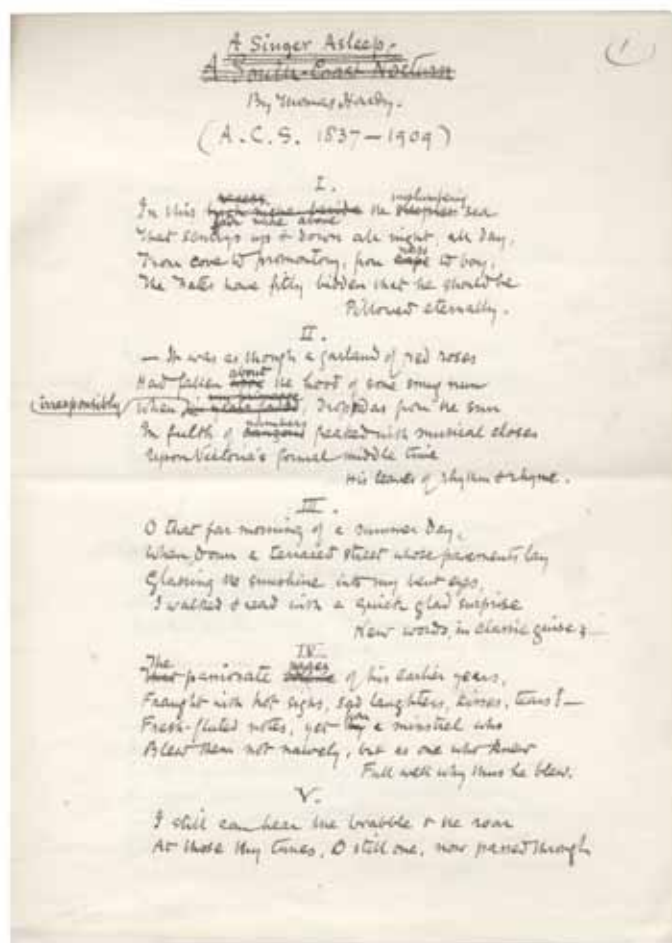 A Singer Asleep.
A South-Coast Nocturn
By Thomas Hardy.
(A.C.S. 1837–1909)
1
I.
In this fair niche above the unslumbering sea
That sentrys up & down all night, all day,
From cove to promontory, from ness to bay,
The Fates have fitly bidden that he should be
Pillowed eternally.
II.
— It was as though a garland of red roses
Had fallen about the hood of some smug nun
When irresponsibly dropped as from the sun
In fulth of numbers freaked with musical closes
Upon Victoria's formal middle time
His leaves of rhythm & rhyme.
III.
O that far morning of a summer day,
When, down a terraced street whose pavements lay
Glassing the sunshine into my bent eyes,
I walked & read with a quick glad surprise
New words, in classic guise;—
IV.
The passionate pages of his earlier years,
Fraught with hot sighs, sad laughters, kisses, tears;—
Fresh-fluted notes, yet from a minstrel who
Blew them not naively, but as one who knew
Full well why thus he blew.
V.
I still can hear the brabble & the roar
At those thy tunes, O still one, now passed through